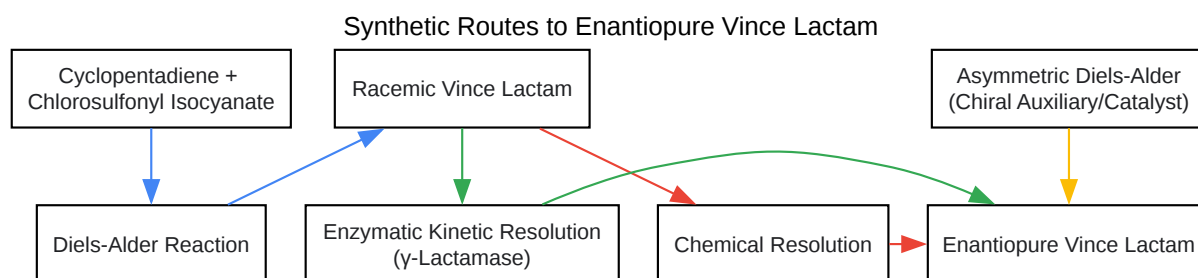 Synthetic Routes to Enantiopure Vince Lactam
Cyclopentadiene +
Chlorosulfonyl Isocyanate
Racemic Vince Lactam
Asymmetric Diels-Alder
(Chiral Auxiliary/Catalyst)
Diels-Alder Reaction
Enzymatic Kinetic Resolution
(γ-Lactamase)
Chemical Resolution
Enantiopure Vince Lactam